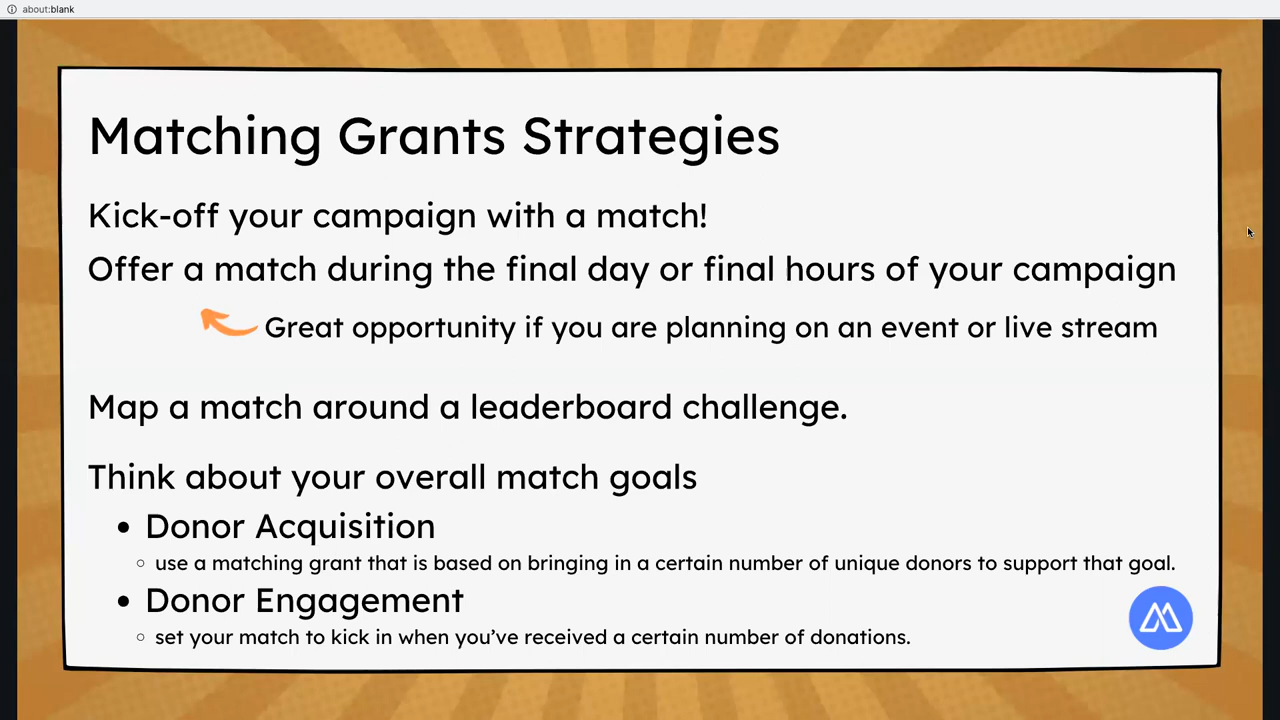 about:blank
Matching Grants Strategies
Kick-off your campaign with a match!
Offer a match during the final day or final hours of your campaign
Great opportunity if you are planning on an event or live stream
Map a match around a leaderboard challenge.
Think about your overall match goals
• Donor Acquisition
○ use a matching grant that is based on bringing in a certain number of unique donors to support that goal.
• Donor Engagement
○ set your match to kick in when you’ve received a certain number of donations.